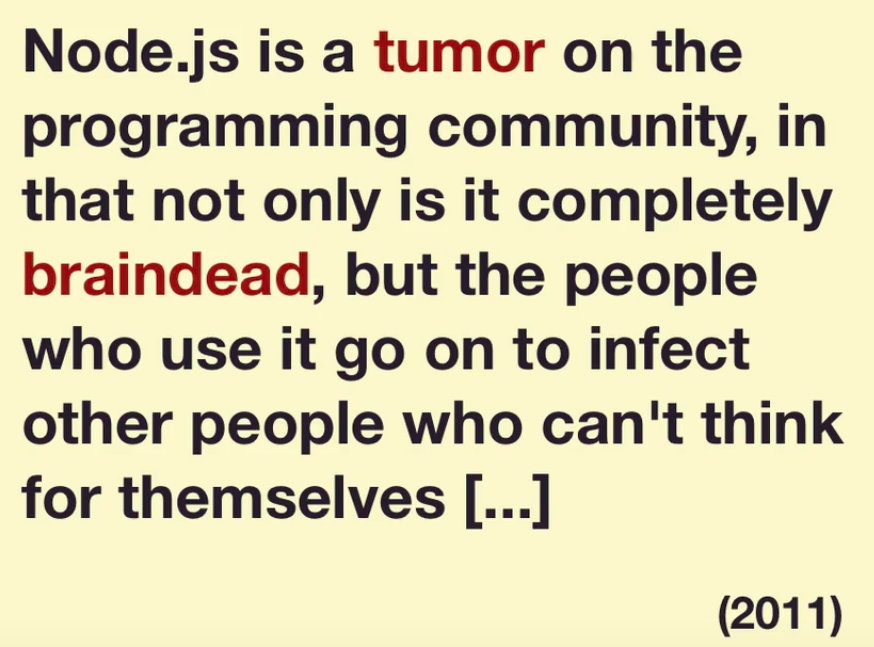 Node.js is a tumor on the
programming community, in
that not only is it completely
braindead, but the people
who use it go on to infect
other people who can't think
for themselves [...]
(2011)